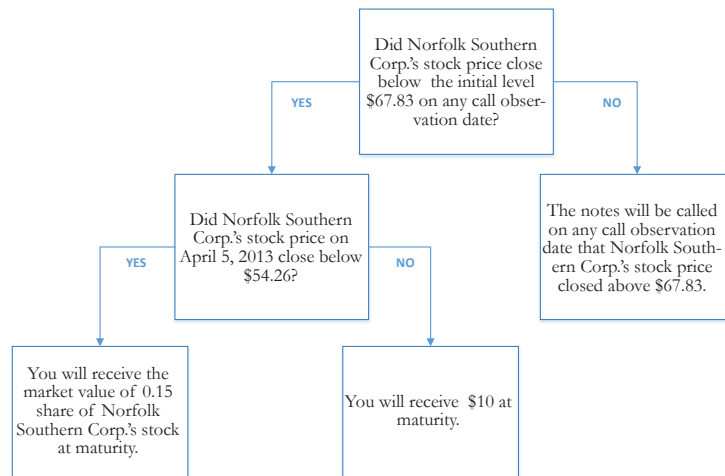 Did Norfolk Southern
Corp.'s stock price close
below the initial level
$67.83 on any call obser-
vation date?
YES
NO
Did Norfolk Southern
Corp.'s stock price on
April 5, 2013 close below
$54.26?
The notes will be called
on any call observation
date that Norfolk South-
ern Corp.'s stock price
closed above $67.83.
YES
NO
You will receive the
market value of 0.15
share of Norfolk
Southern Corp.'s stock
at maturity.
You will receive $10 at
maturity.